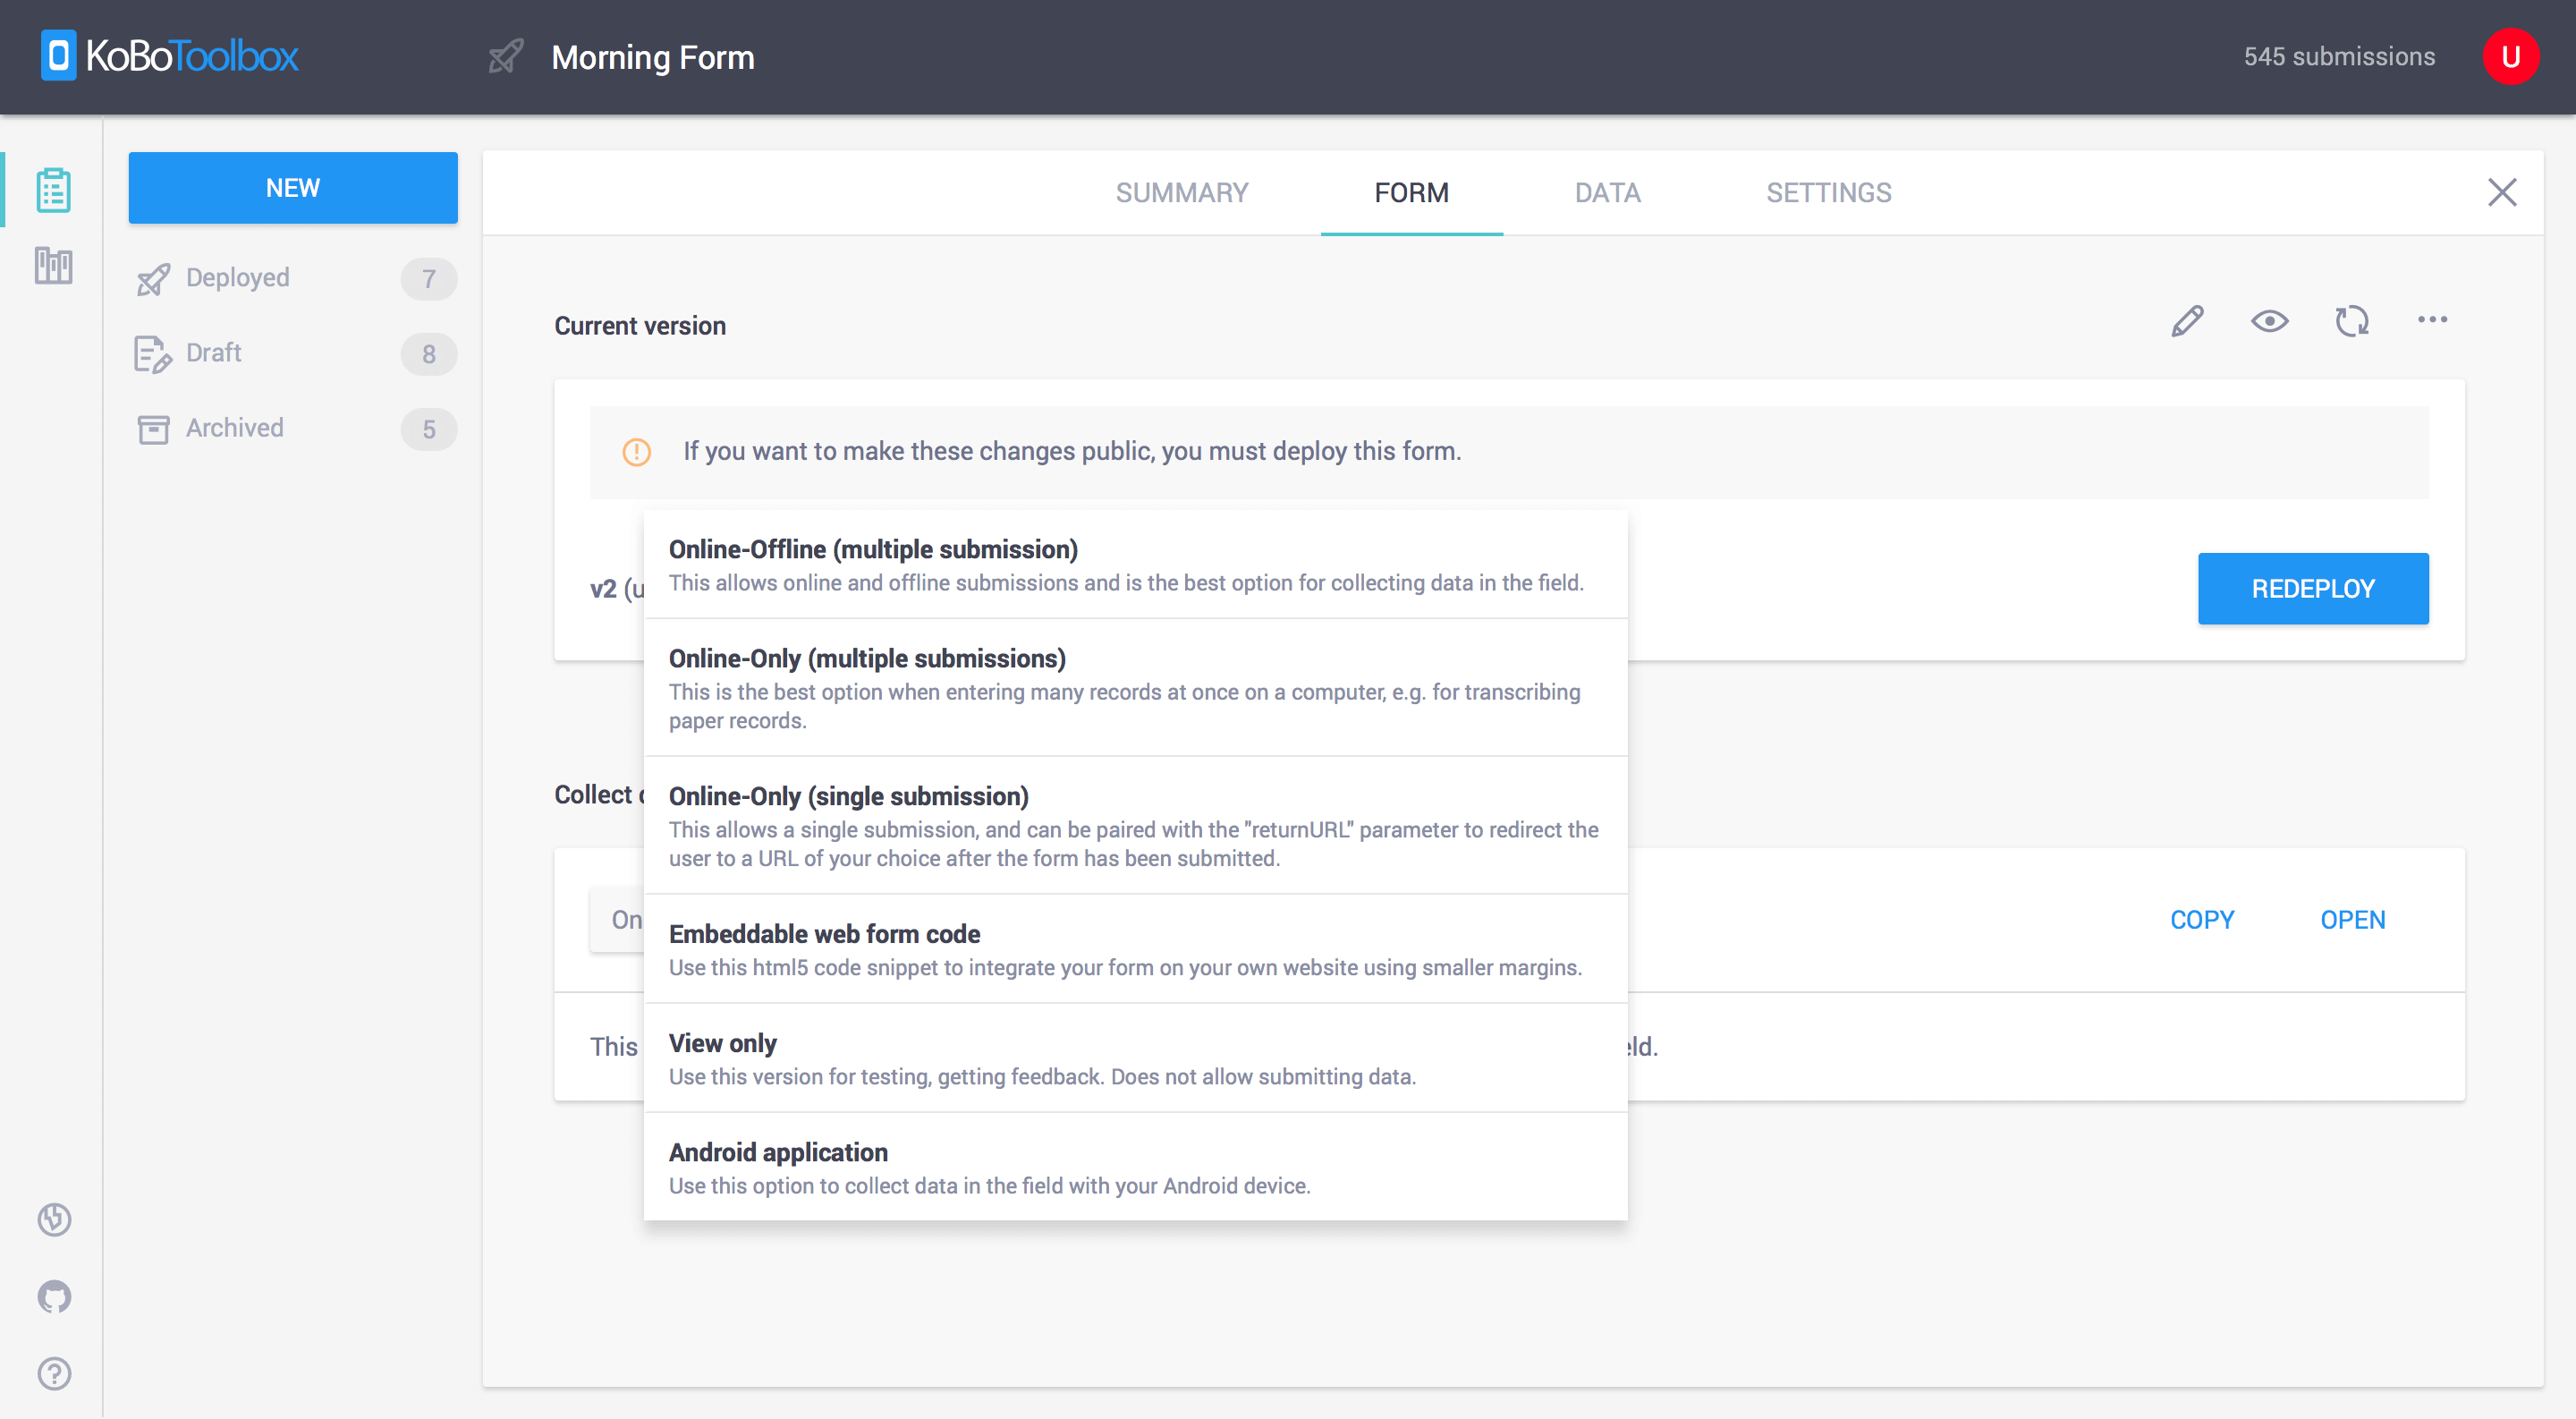 KoBoToolbox
Morning Form
545 submissions
U
NEW
Deployed
7
Draft
8
Archived
5
SUMMARY
FORM
DATA
SETTINGS
Current version
If you want to make these changes public, you must deploy this form.
v2
REDEPLOY
Online-Offline (multiple submission)
This allows online and offline submissions and is the best option for collecting data in the field.
Online-Only (multiple submissions)
This is the best option when entering many records at once on a computer, e.g. for transcribing
paper records.
Collect
Online-Only (single submission)
This allows a single submission, and can be paired with the "returnURL" parameter to redirect the
user to a URL of your choice after the form has been submitted.
COPY
OPEN
Embeddable web form code
Use this html5 code snippet to integrate your form on your own website using smaller margins.
This
View only
Use this version for testing, getting feedback. Does not allow submitting data.
Android application
Use this option to collect data in the field with your Android device.